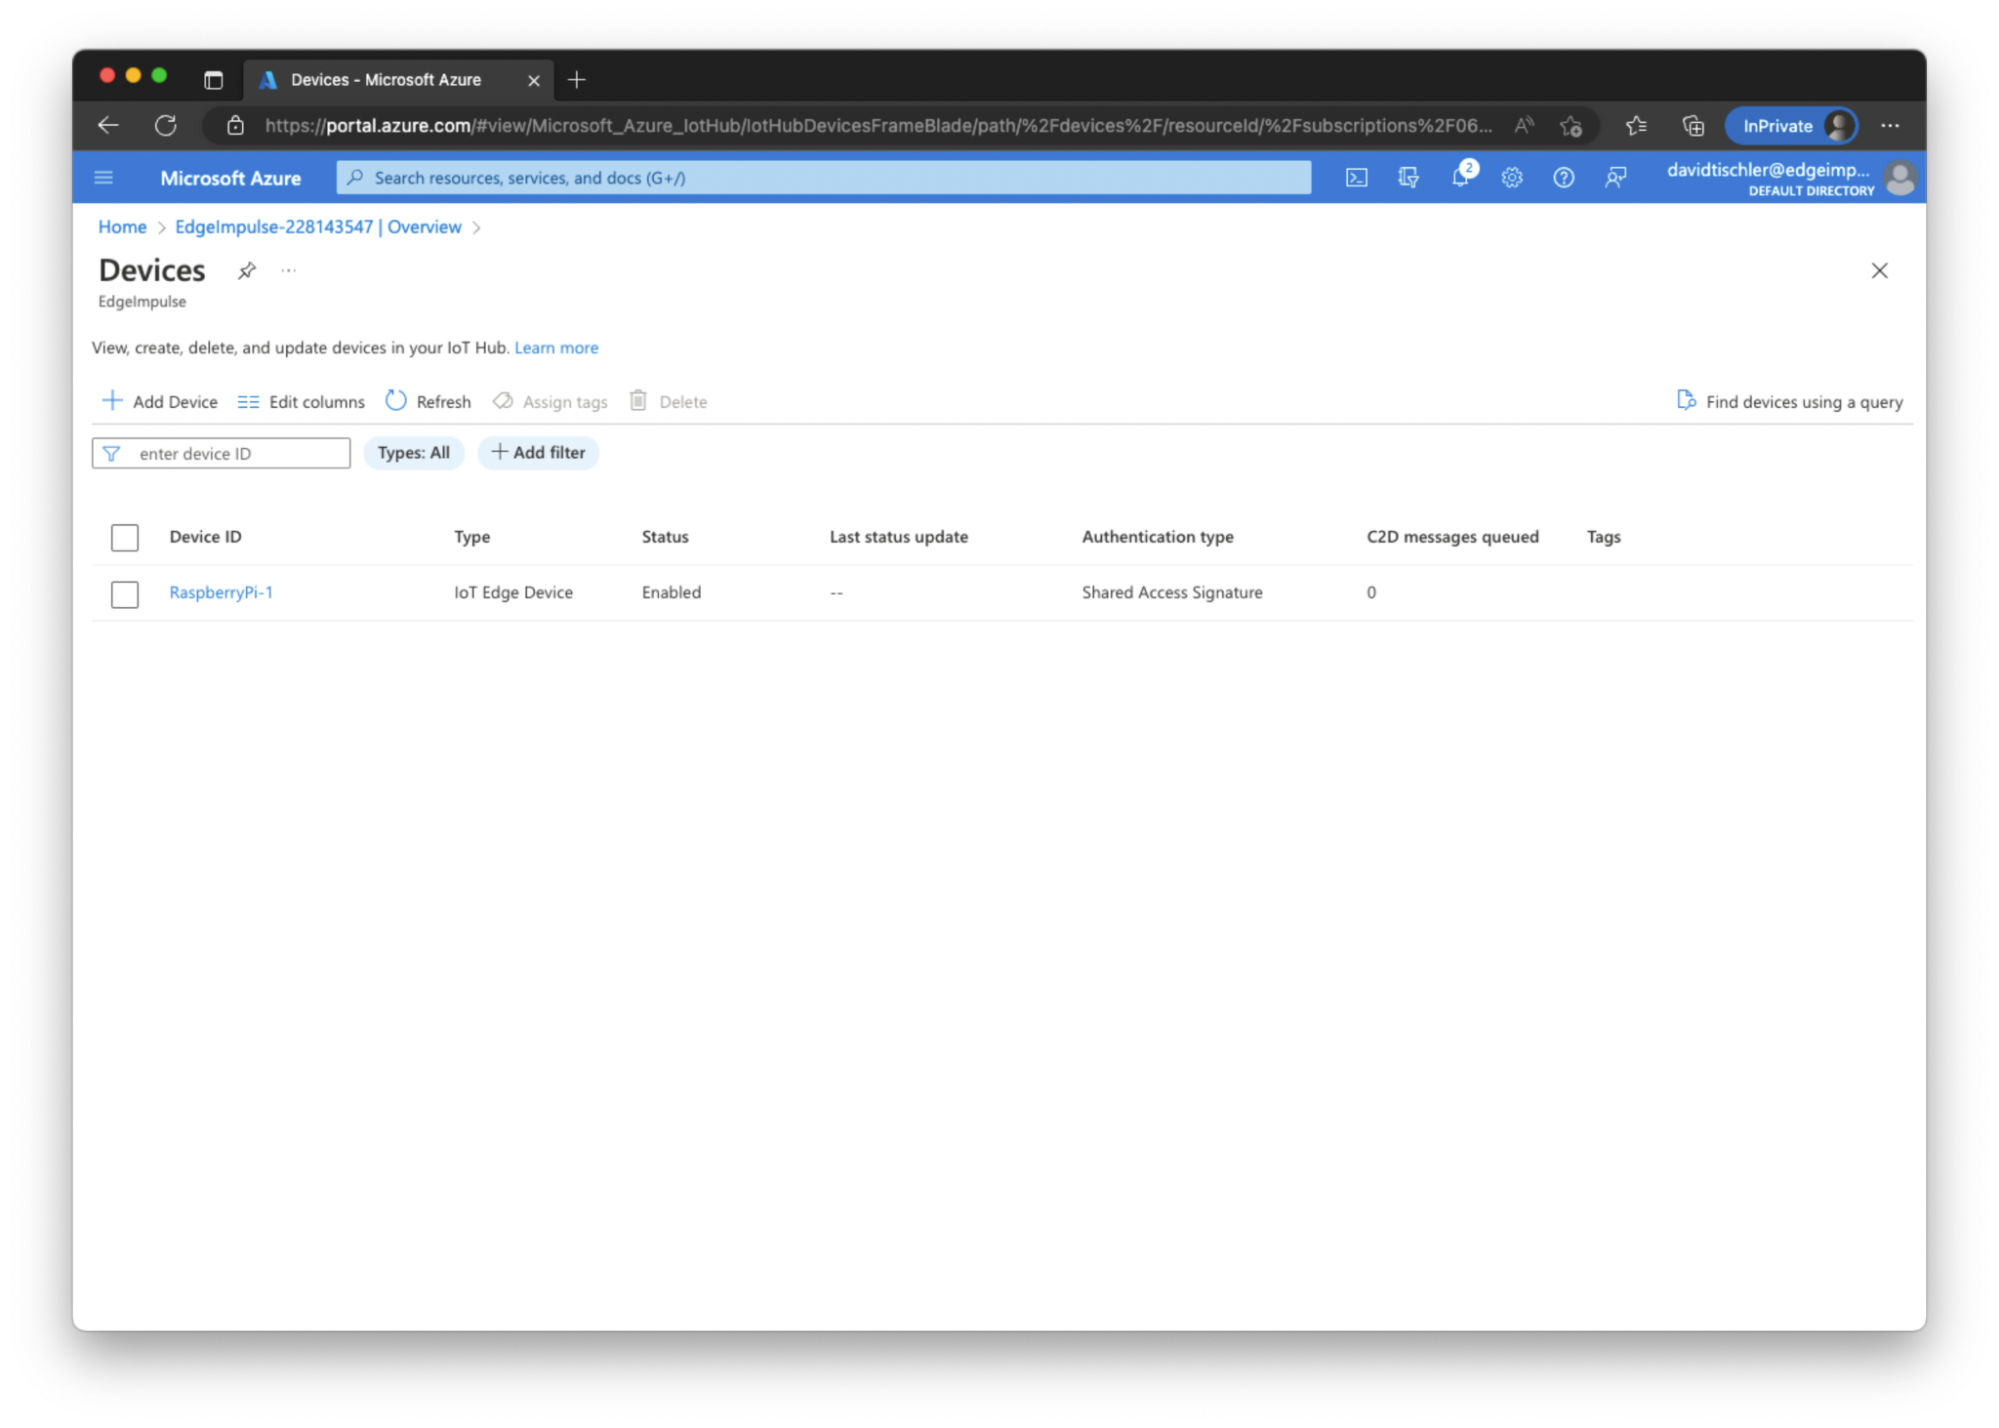 Devices - Microsoft Azure
https://portal.azure.com/#view/Microsoft_Azure_IotHub/IotHubDevicesFrameBlade/path/%2Fdevices%2F/resourceId/%2Fsubscriptions%2F06...
InPrivate
Microsoft Azure
Search resources, services, and docs (G+/)
2
davidtischler@edgeimp...
DEFAULT DIRECTORY
Home > EdgeImpulse-228143547 | Overview >
Devices
EdgeImpulse
View, create, delete, and update devices in your IoT Hub. Learn more
Add Device Edit columns Refresh Assign tags Delete Find devices using a query
enter device ID Types: All Add filter
Device ID Type Status Last status update Authentication type C2D messages queued Tags
RaspberryPi-1 IoT Edge Device Enabled -- Shared Access Signature 0